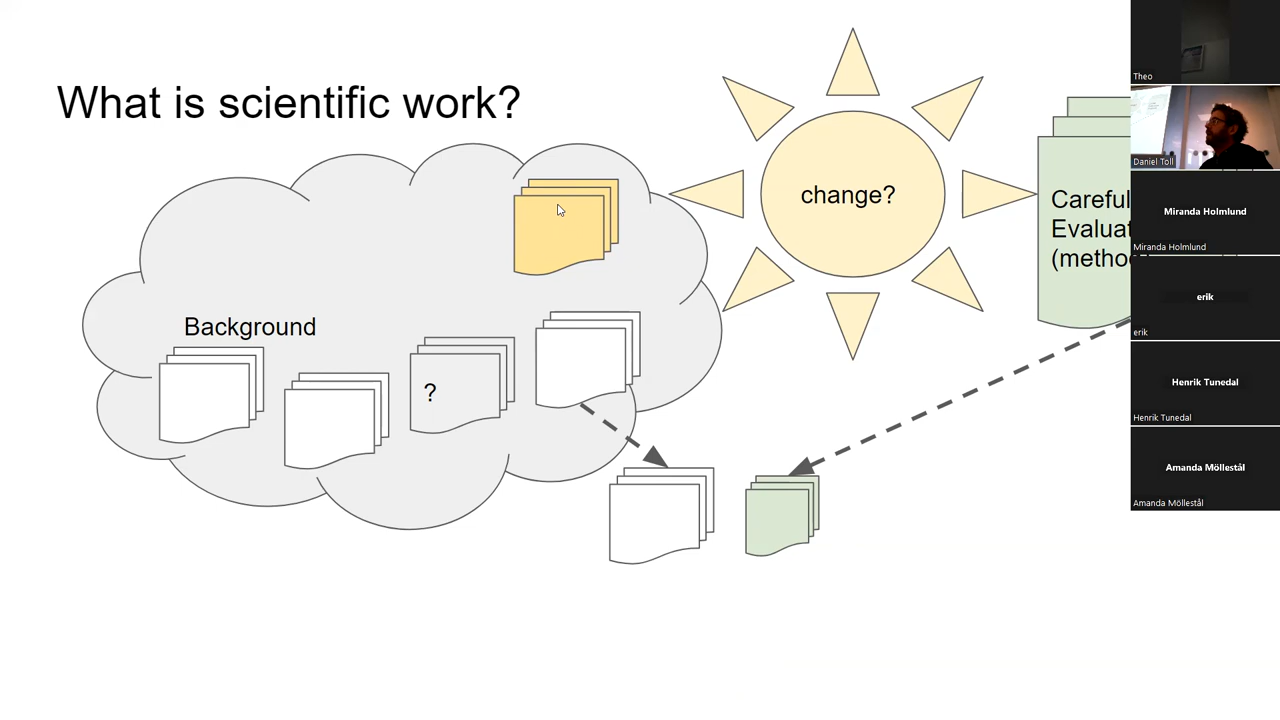 What is scientific work?
change?
Careful
Evaluat
(metho
Background
?
Theo
Daniel Toll
Miranda Holmlund
Miranda Holmlund
erik
erik
Henrik Tunedal
Henrik Tunedal
Amanda Möllestål
Amanda Möllestål